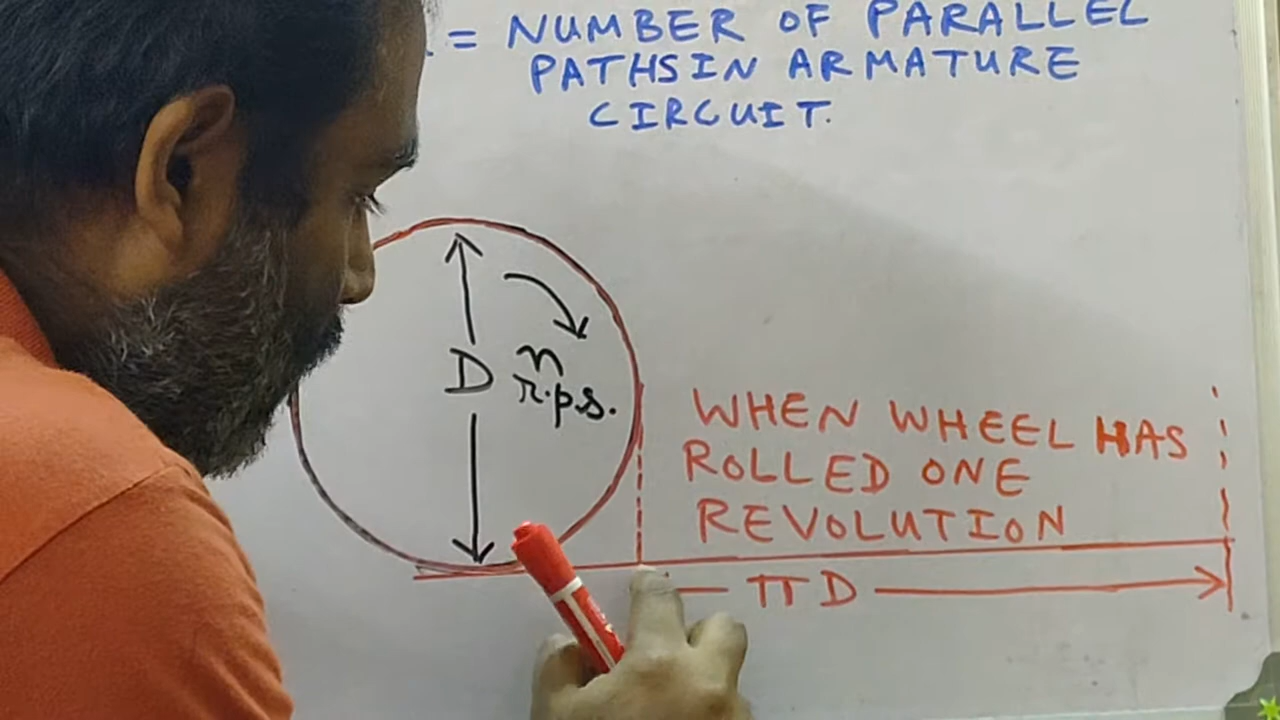 = NUMBER OF PARALLEL
PATHS IN ARMATURE
CIRCUIT.
D
n
r.p.s.
WHEN WHEEL HAS
ROLLED ONE
REVOLUTION
πD